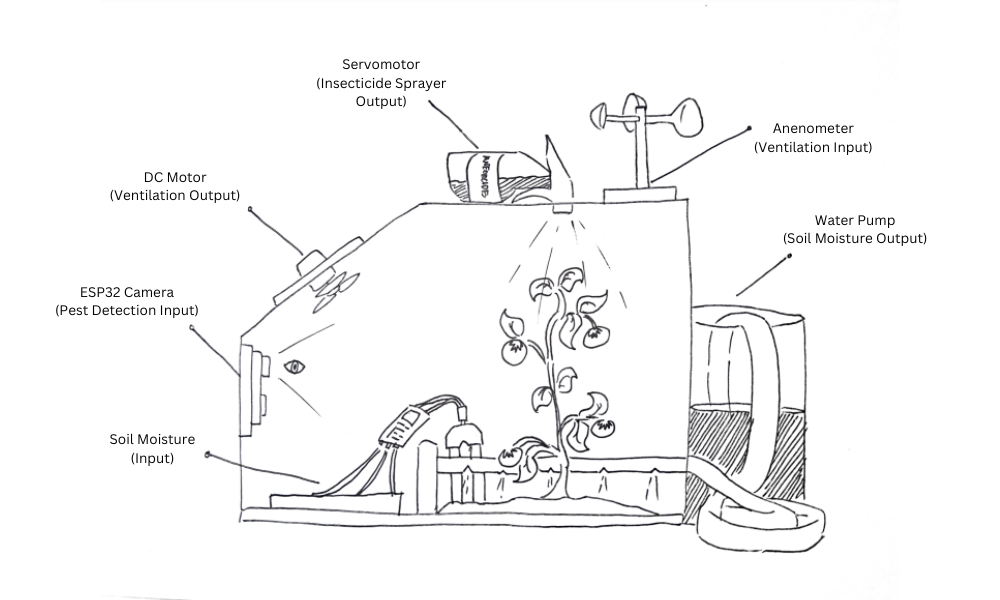 Servomotor
(Insecticide Sprayer
Output)
Anenometer
(Ventilation Input)
DC Motor
(Ventilation Output)
Water Pump
(Soil Moisture Output)
ESP32 Camera
(Pest Detection Input)
Soil Moisture
(Input)